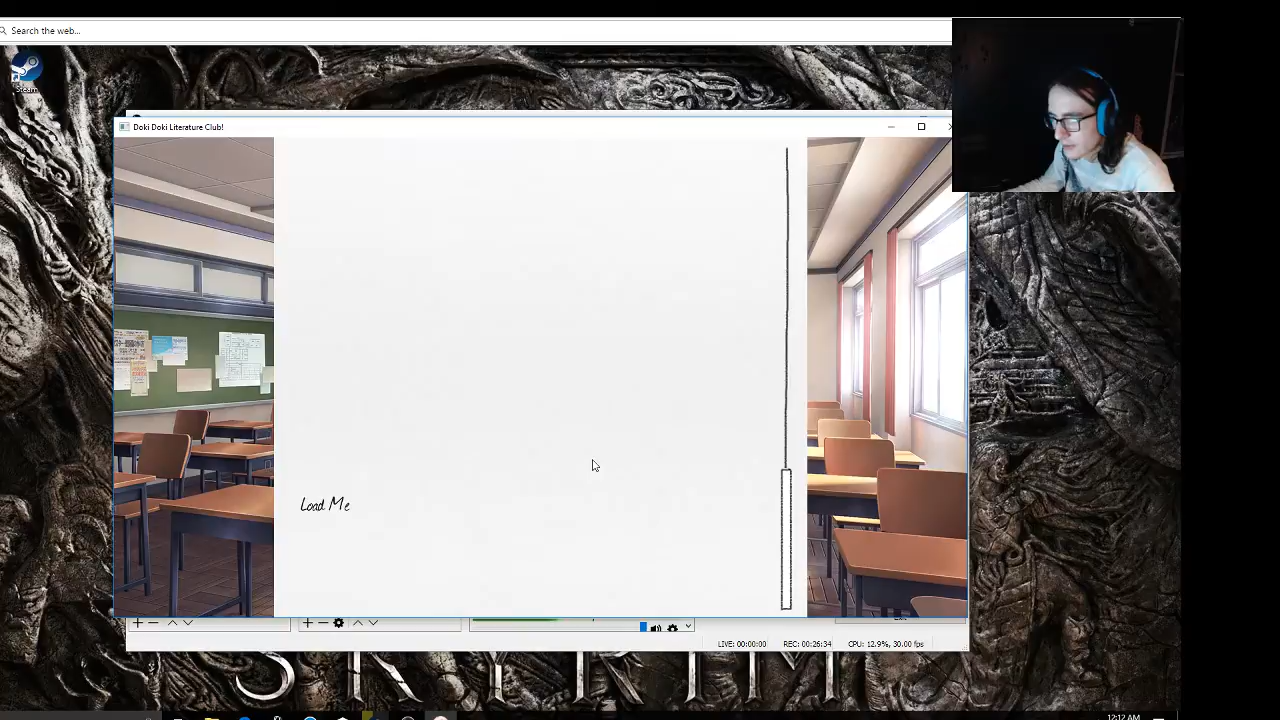 Search the web...
Steam
Doki Doki Literature Club!
Load Me
LIVE: 00:00:00
REC: 00:26:34
CPU: 12.9%, 30.00 fps
SKYRIM
12:12 AM